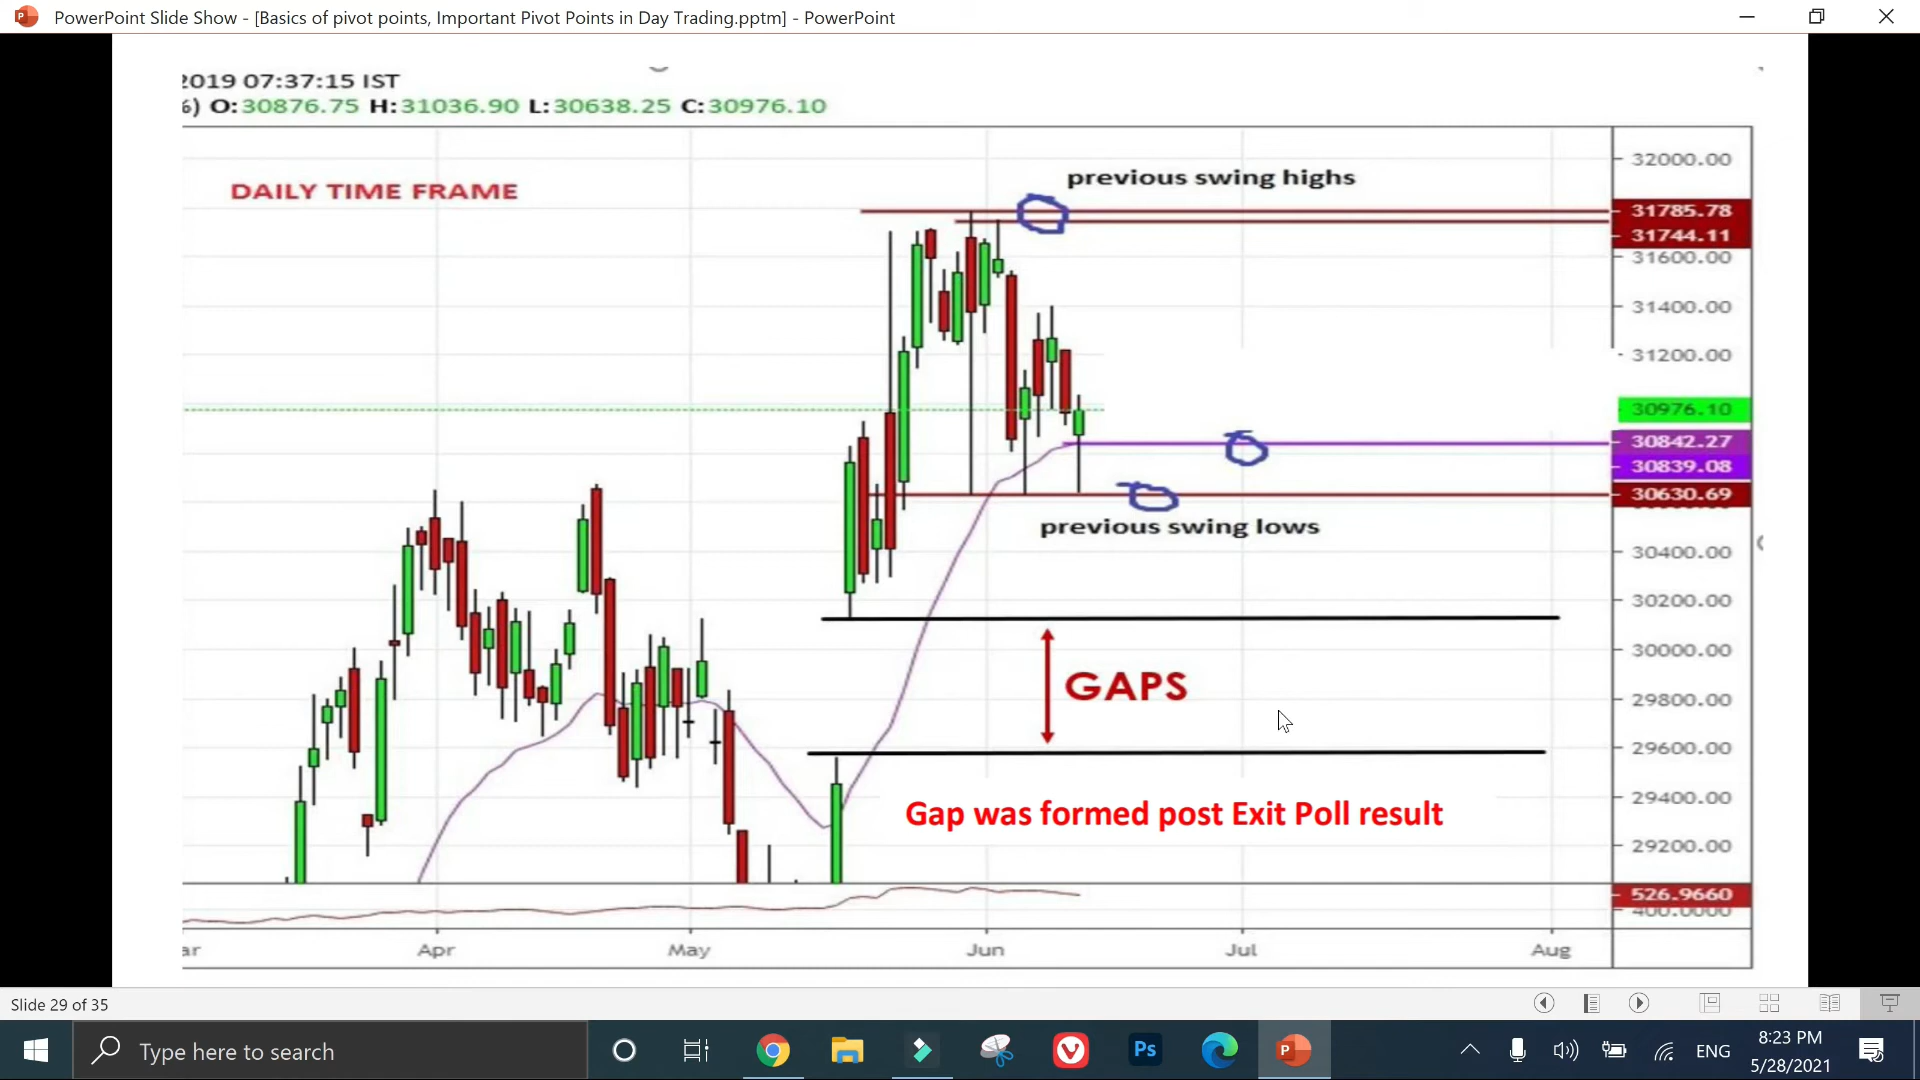 PowerPoint Slide Show - [Basics of pivot points, Important Pivot Points in Day Trading.pptm] - PowerPoint
2019 07:37:15 IST
%) O:30876.75 H:31036.90 L:30638.25 C:30976.10
DAILY TIME FRAME
previous swing highs
32000.00
31785.78
31744.11
31600.00
31400.00
31200.00
30976.10
30842.27
30839.08
30630.69
previous swing lows
30400.00
30200.00
30000.00
GAPS
29800.00
29600.00
29400.00
Gap was formed post Exit Poll result
29200.00
526.9660
400.0000
ar Apr May Jun Jul Aug
Slide 29 of 35
Type here to search
Ps
ENG
8:23 PM
5/28/2021